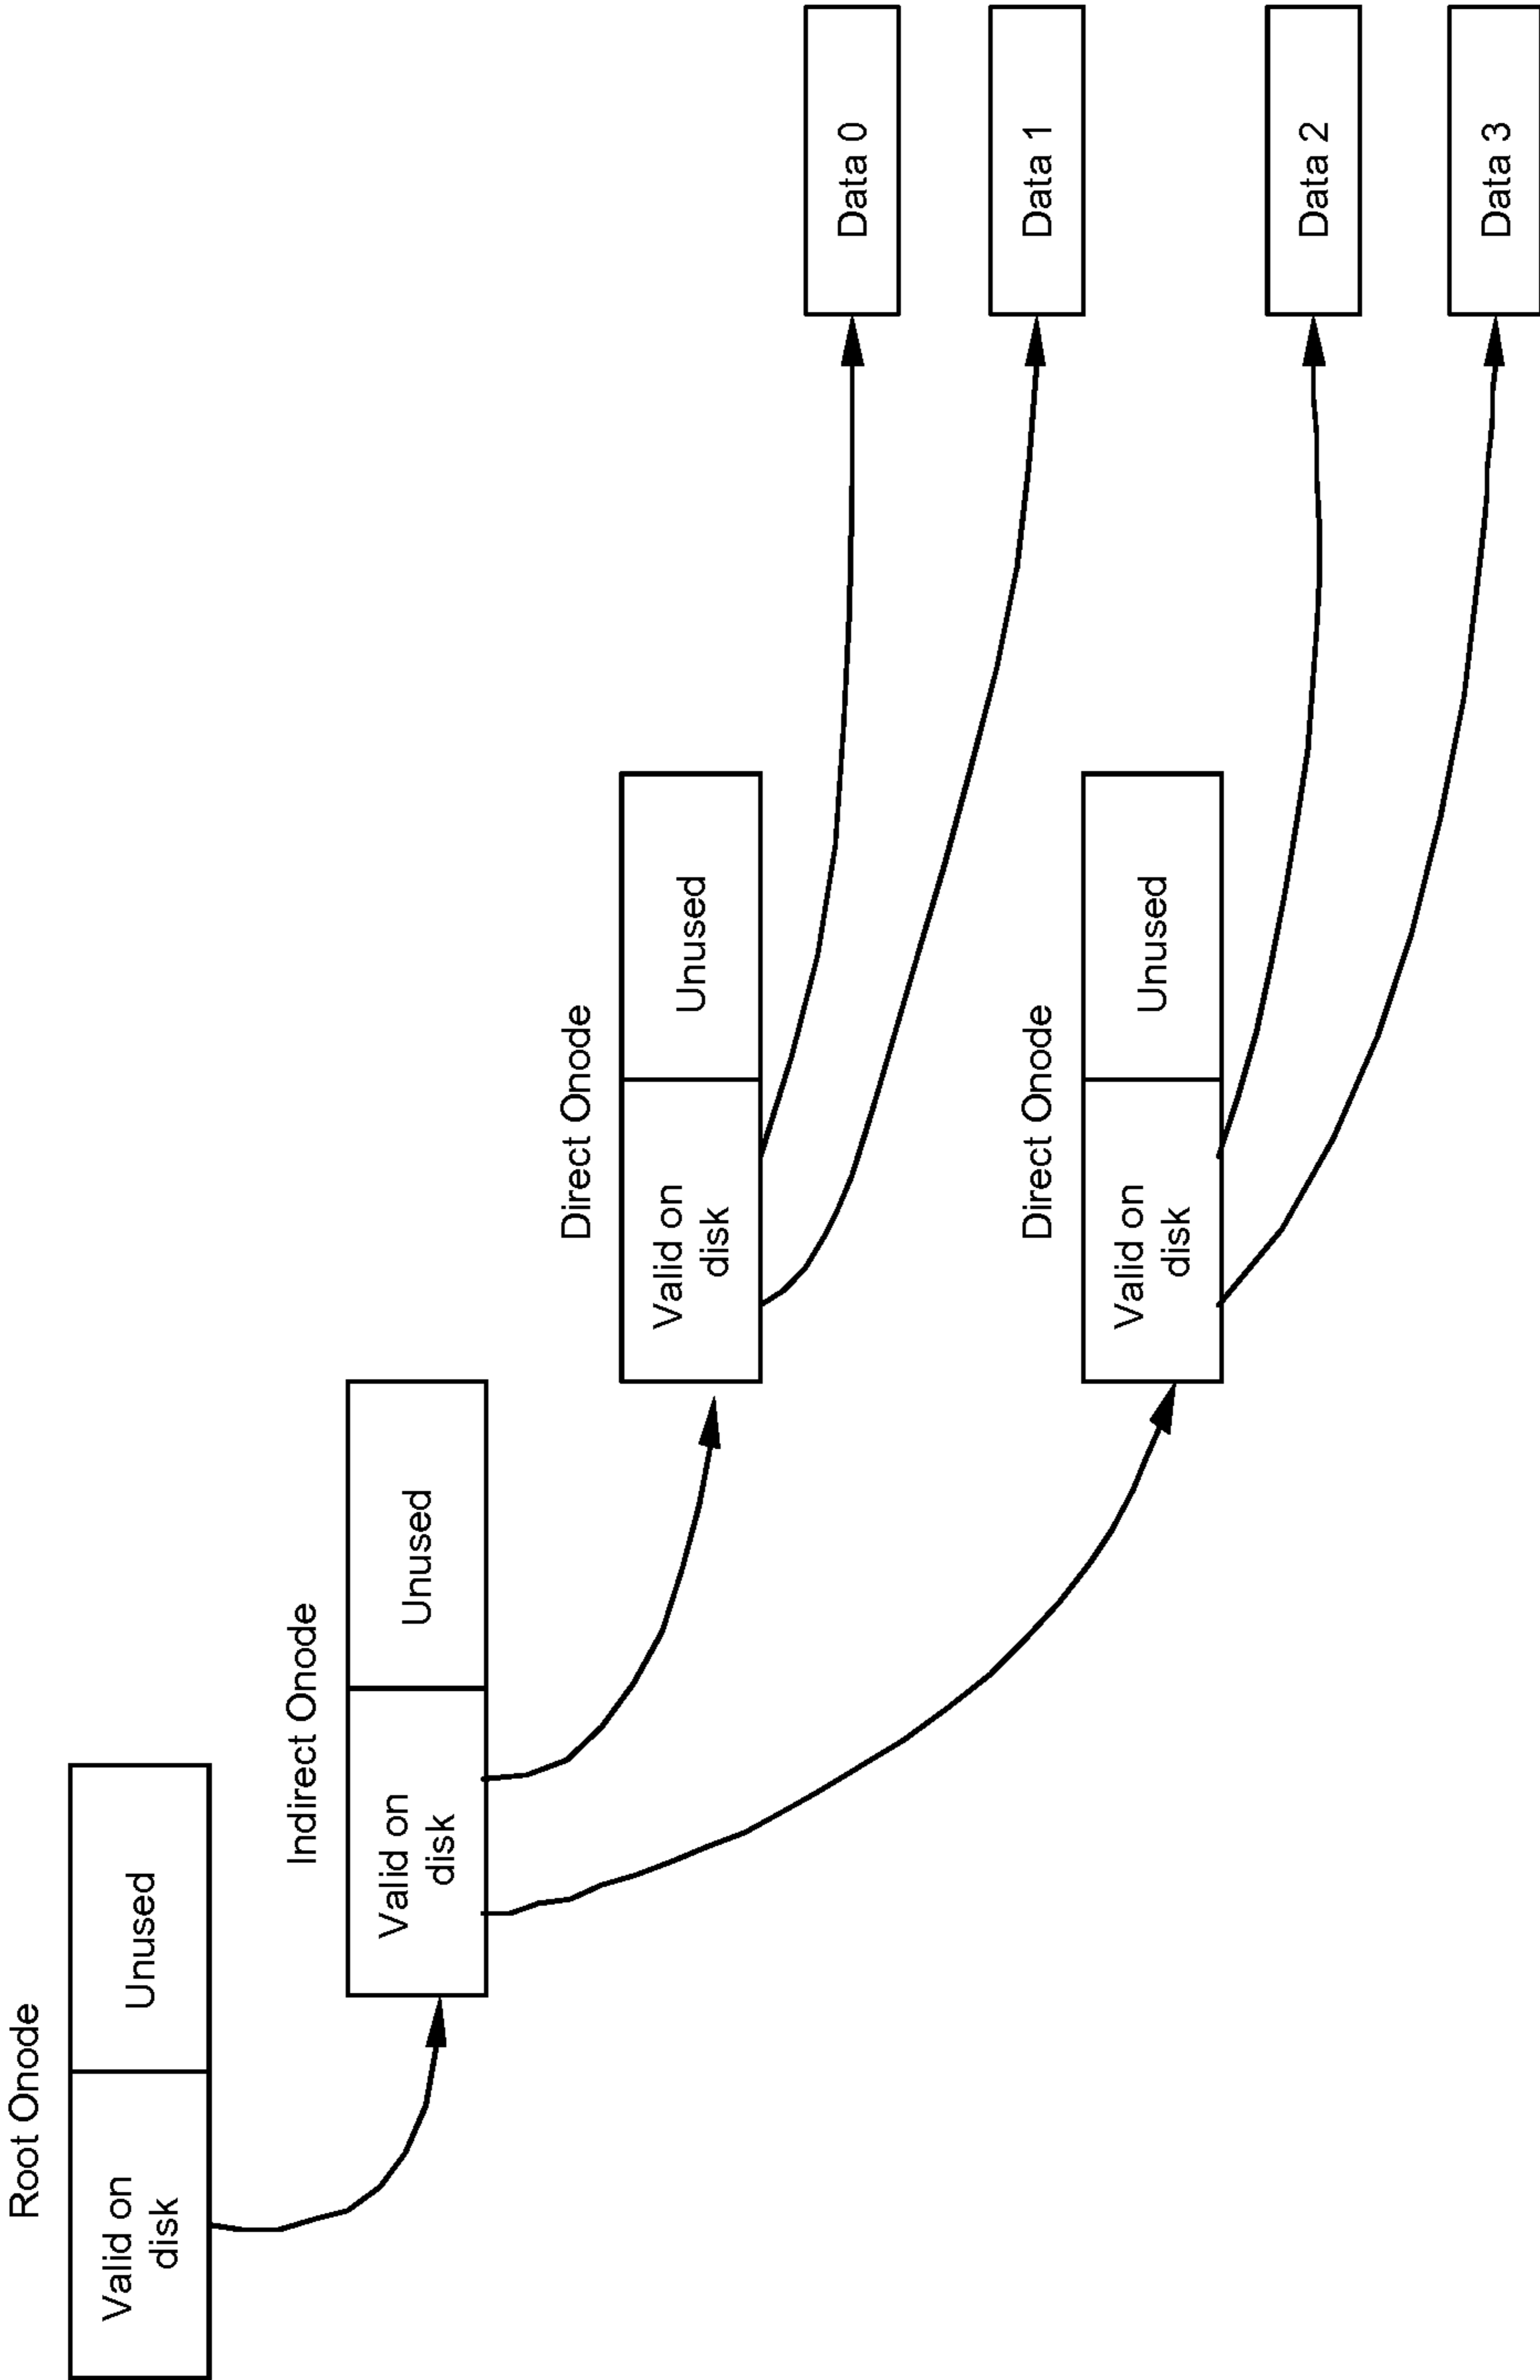 Root Onode
Valid on
disk
Unused
Indirect Onode
Valid on
disk
Unused
Direct Onode
Valid on
disk
Unused
Data 0
Data 1
Direct Onode
Valid on
disk
Unused
Data 2
Data 3